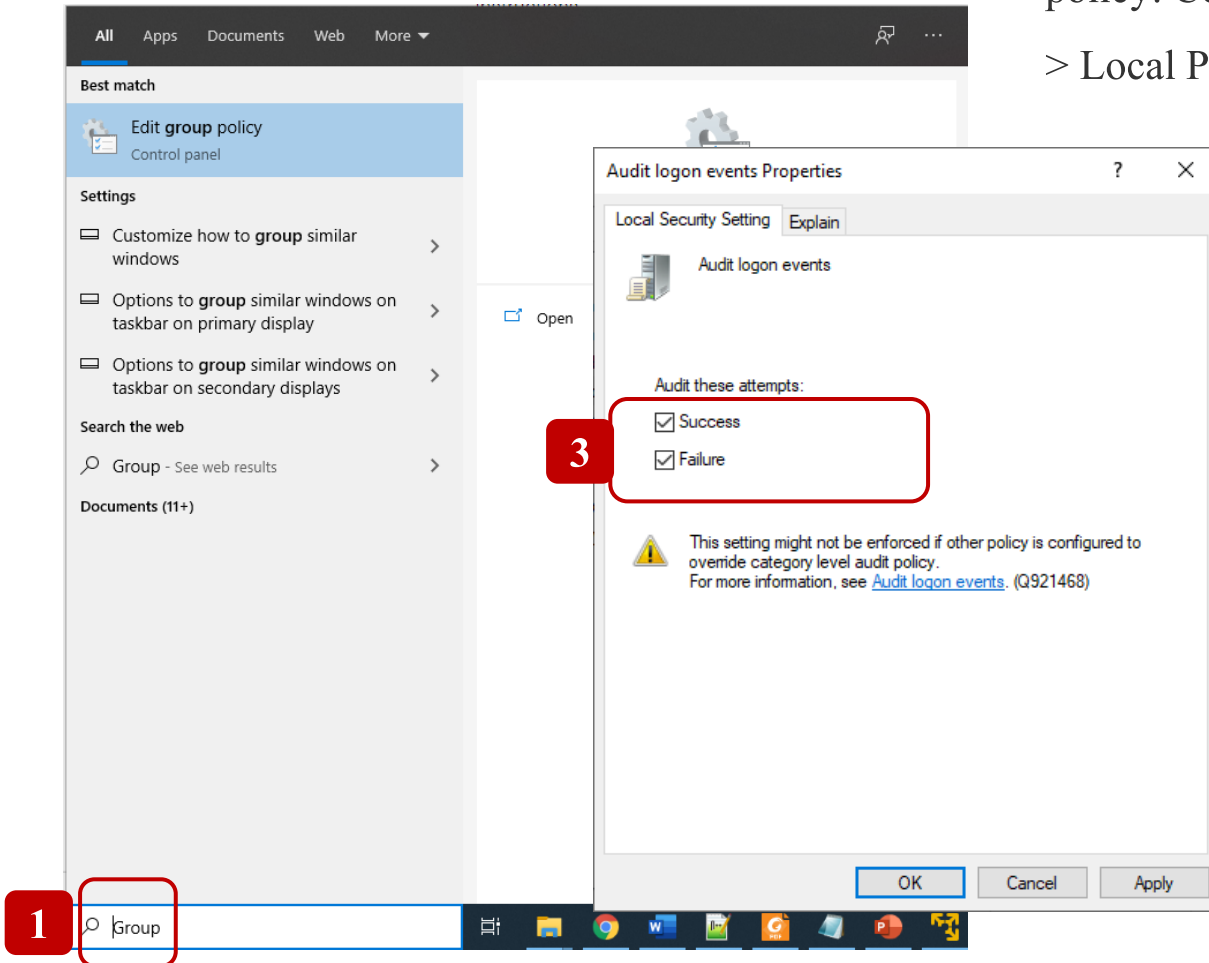 policy: Co
> Local P
All Apps Documents Web More
Best match
Edit group policy
Control panel
Settings
Customize how to group similar
windows
Options to group similar windows on
taskbar on primary display
Options to group similar windows on
taskbar on secondary displays
Search the web
Group - See web results
Documents (11+)
Open
1
Group
Audit logon events Properties
Local Security Setting Explain
Audit logon events
Audit these attempts:
3
Success
Failure
This setting might not be enforced if other policy is configured to
override category level audit policy.
For more information, see Audit logon events. (Q921468)
OK Cancel Apply